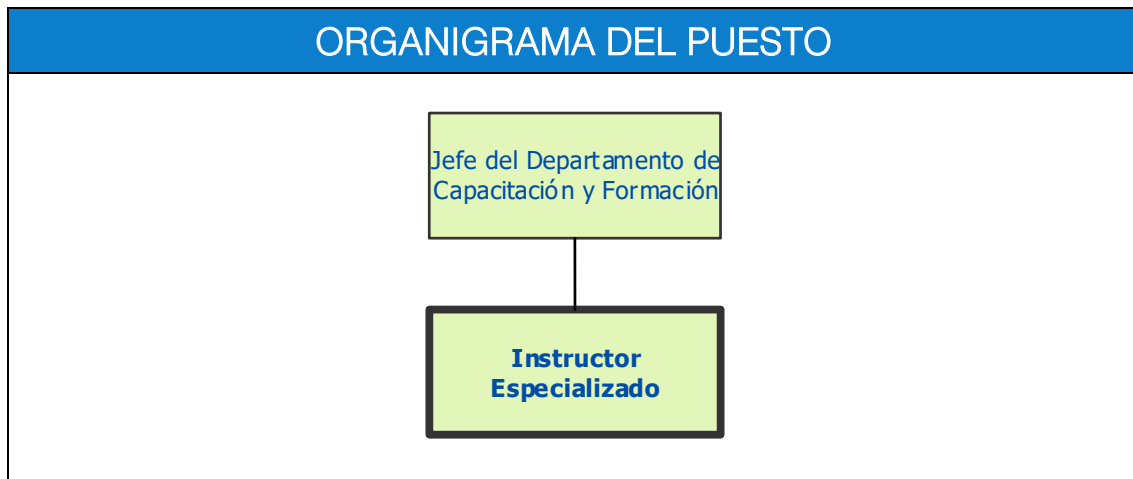 ORGANIGRAMA DEL PUESTO
Jefe del Departamento de
Capacitación y Formación
Instructor
Especializado